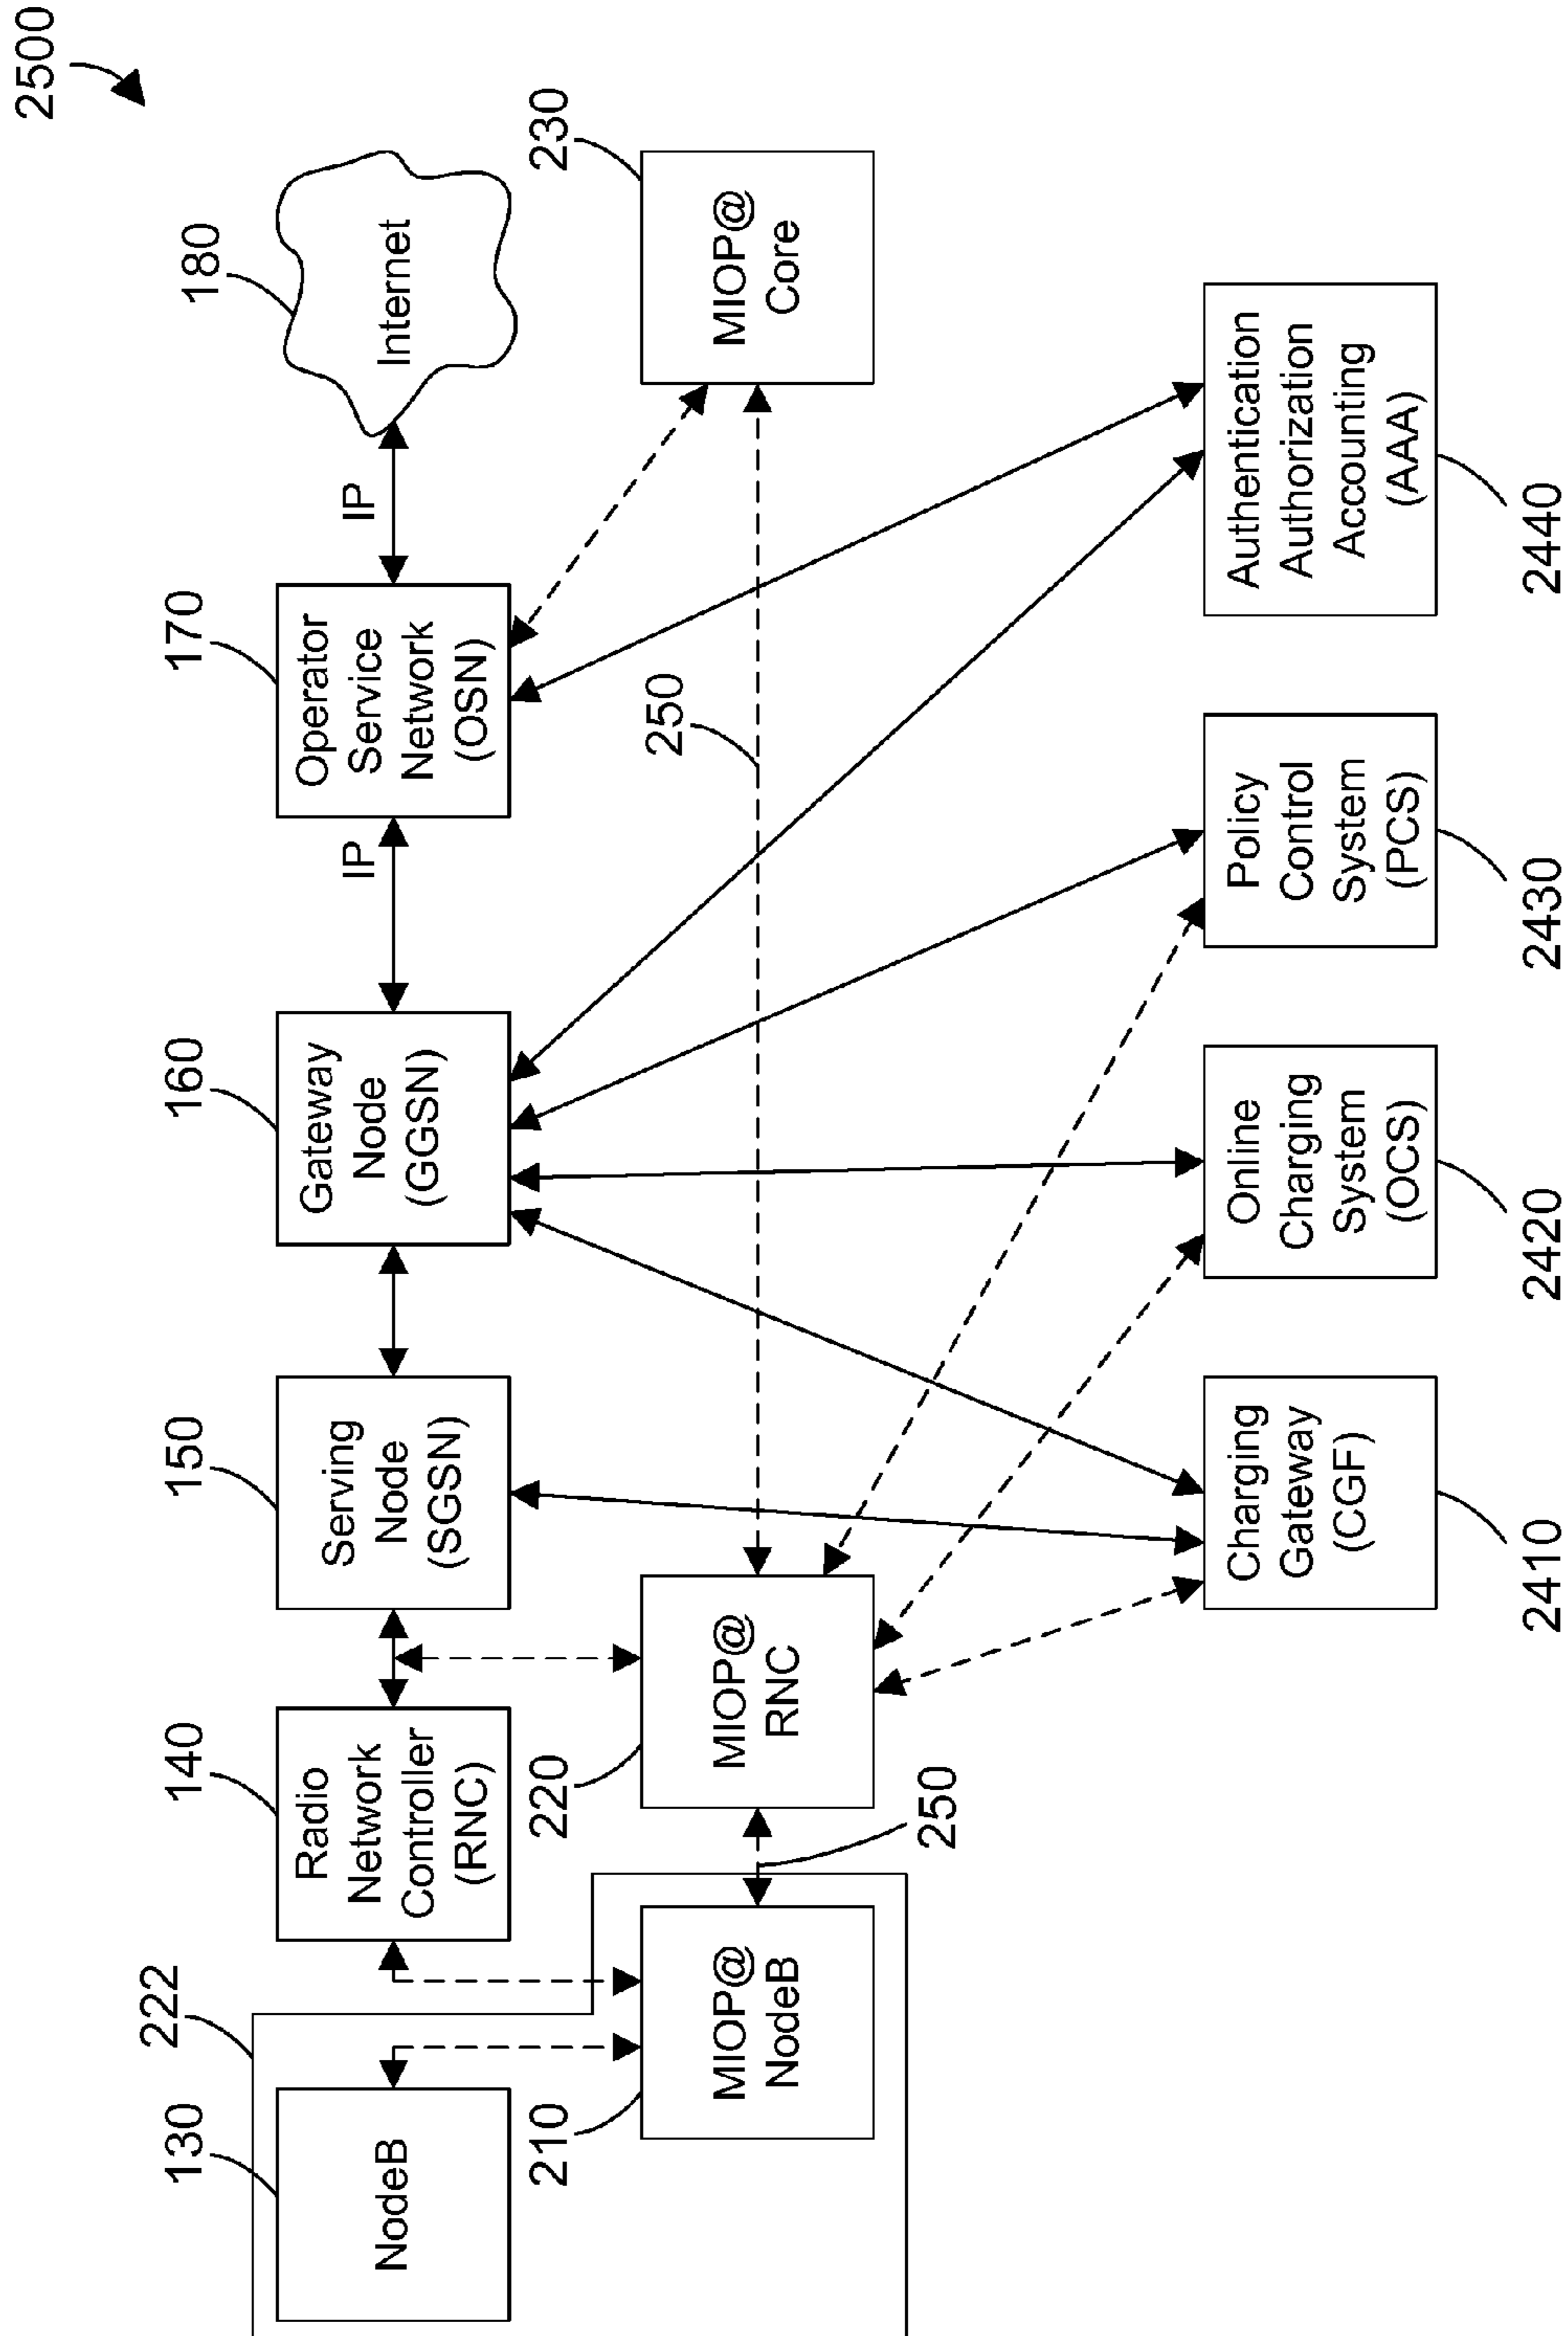 2500
222
130
NodeB
140
Radio
Network
Controller
(RNC)
150
Serving
Node
(SGSN)
160
Gateway
Node
(GGSN)
IP
170
Operator
Service
Network
(OSN)
IP
180
Internet
210
MIOP@
NodeB
250
220
MIOP@
RNC
250
230
MIOP@
Core
Charging
Gateway
(CGF)
2410
Online
Charging
System
(OCS)
2420
Policy
Control
System
(PCS)
2430
Authentication
Authorization
Accounting
(AAA)
2440